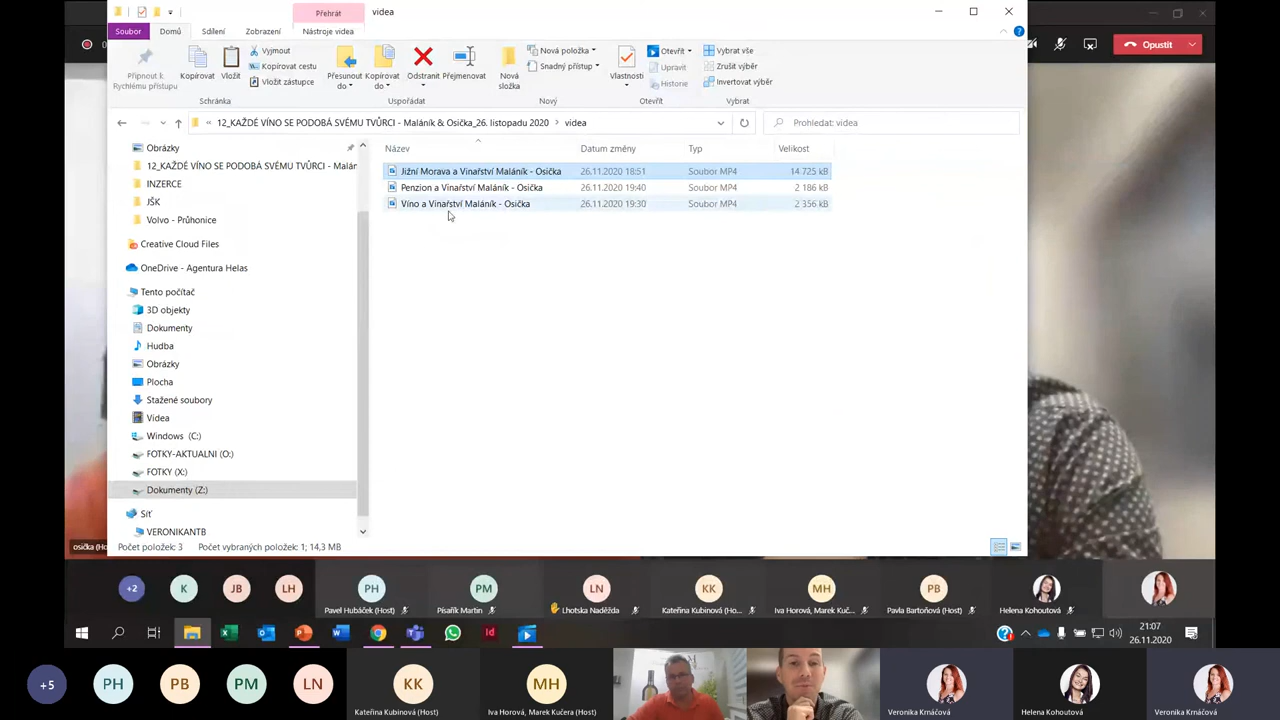 Přehrát
videa
Soubor
Domů
Sdílení
Zobrazení
Nástroje videa
Připnout k
Rychlému přístupu
Kopírovat
Vložit
Vyjmout
Kopírovat cestu
Vložit zástupce
Schránka
Přesunout
do
Kopírovat
do
Odstranit
Přejmenovat
Uspořádat
Nová
složka
Nová položka
Snadný přístup
Nový
Vlastnosti
Otevřít
Upravit
Historie
Otevřít
Vybrat vše
Zrušit výběr
Invertovat výběr
Vybrat
Opustit
« 12_KAŽDÉ VÍNO SE PODOBÁ SVÉMU TVŮRCI - Maláník & Osička_26. listopadu 2020 > videa
Prohledat: videa
Název
Datum změny
Typ
Velikost
Jižní Morava a Vinařství Maláník - Osička
26.11.2020 18:51
Soubor MP4
14 725 kB
Penzion a Vinařství Maláník - Osička
26.11.2020 19:40
Soubor MP4
2 186 kB
Víno a Vinařství Maláník - Osička
26.11.2020 19:30
Soubor MP4
2 356 kB
Obrázky
12_KAŽDÉ VÍNO SE PODOBÁ SVÉMU TVŮRCI - Malán
INZERCE
JŠK
Volvo - Průhonice
Creative Cloud Files
OneDrive - Agentura Helas
Tento počítač
3D objekty
Dokumenty
Hudba
Obrázky
Plocha
Stažené soubory
Videa
Windows (C:)
FOTKY-AKTUALNI (O:)
FOTKY (X:)
Dokumenty (Z:)
Síť
VERONIKANTB
Počet položek: 3
Počet vybraných položek: 1; 14,3 MB
osička (Ho
+2
K
JB
LH
PH
PM
LN
KK
MH
PB
Pavel Hubáček (Host)
Písařík Martin
Lhotska Naděžda
Kateřina Kubinová (Ho...
Iva Horová, Marek Kuč...
Pavla Bartoňová (Host)
Helena Kohoutová
21:07
26.11.2020
+5
PH
PB
PM
LN
KK
MH
Kateřina Kubinová (Host)
Iva Horová, Marek Kučera (Host)
Veronika Krnáčová
Helena Kohoutová
Veronika Krnáčová